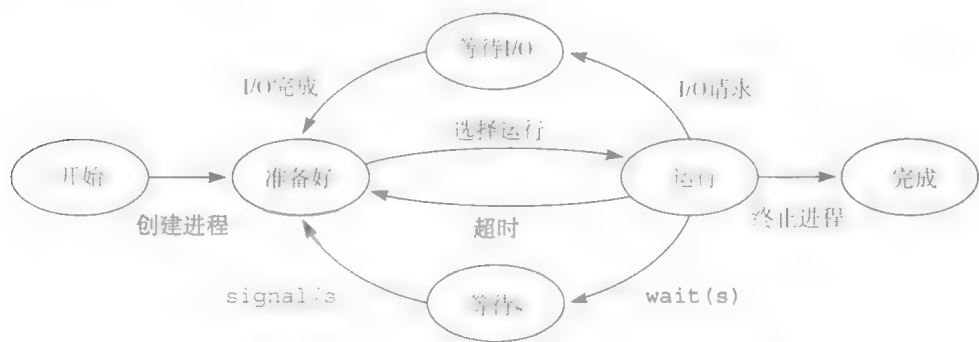 等待I/O
I/O完成
I/O请求
选择运行
开始
准备好
运行
完成
创建进程
超时
终止进程
signal(s
等待s
wait(s)